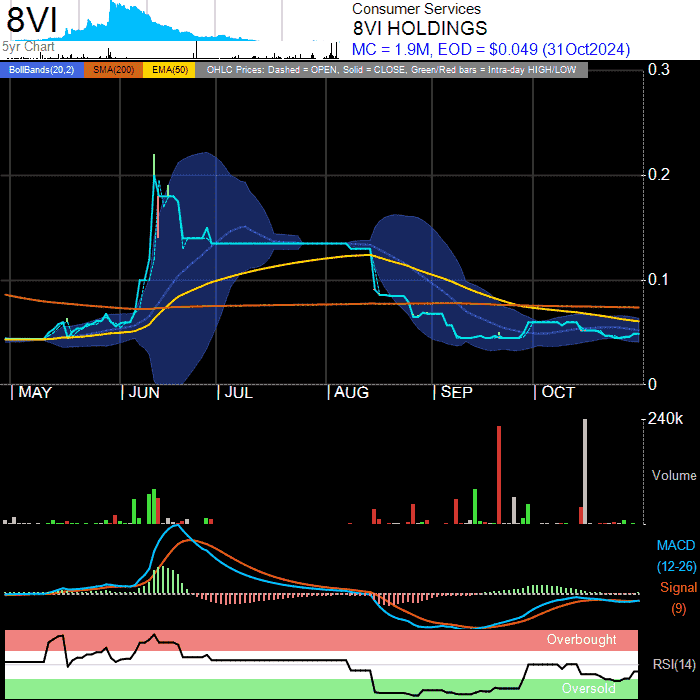 8VI
Consumer Services
8VI HOLDINGS
5yr Chart
MC = 1.9M, EOD = $0.049 (31Oct2024)
BollBands(20,2) SMA(200) EMA(50) OHLC Prices: Dashed = OPEN, Solid = CLOSE, Green/Red bars = Intra-day HIGH/LOW
0.3
0.2
0.1
0
MAY JUN JUL AUG SEP OCT
240k
Volume
MACD
(12-26)
Signal
(9)
Overbought
RSI(14)
Oversold